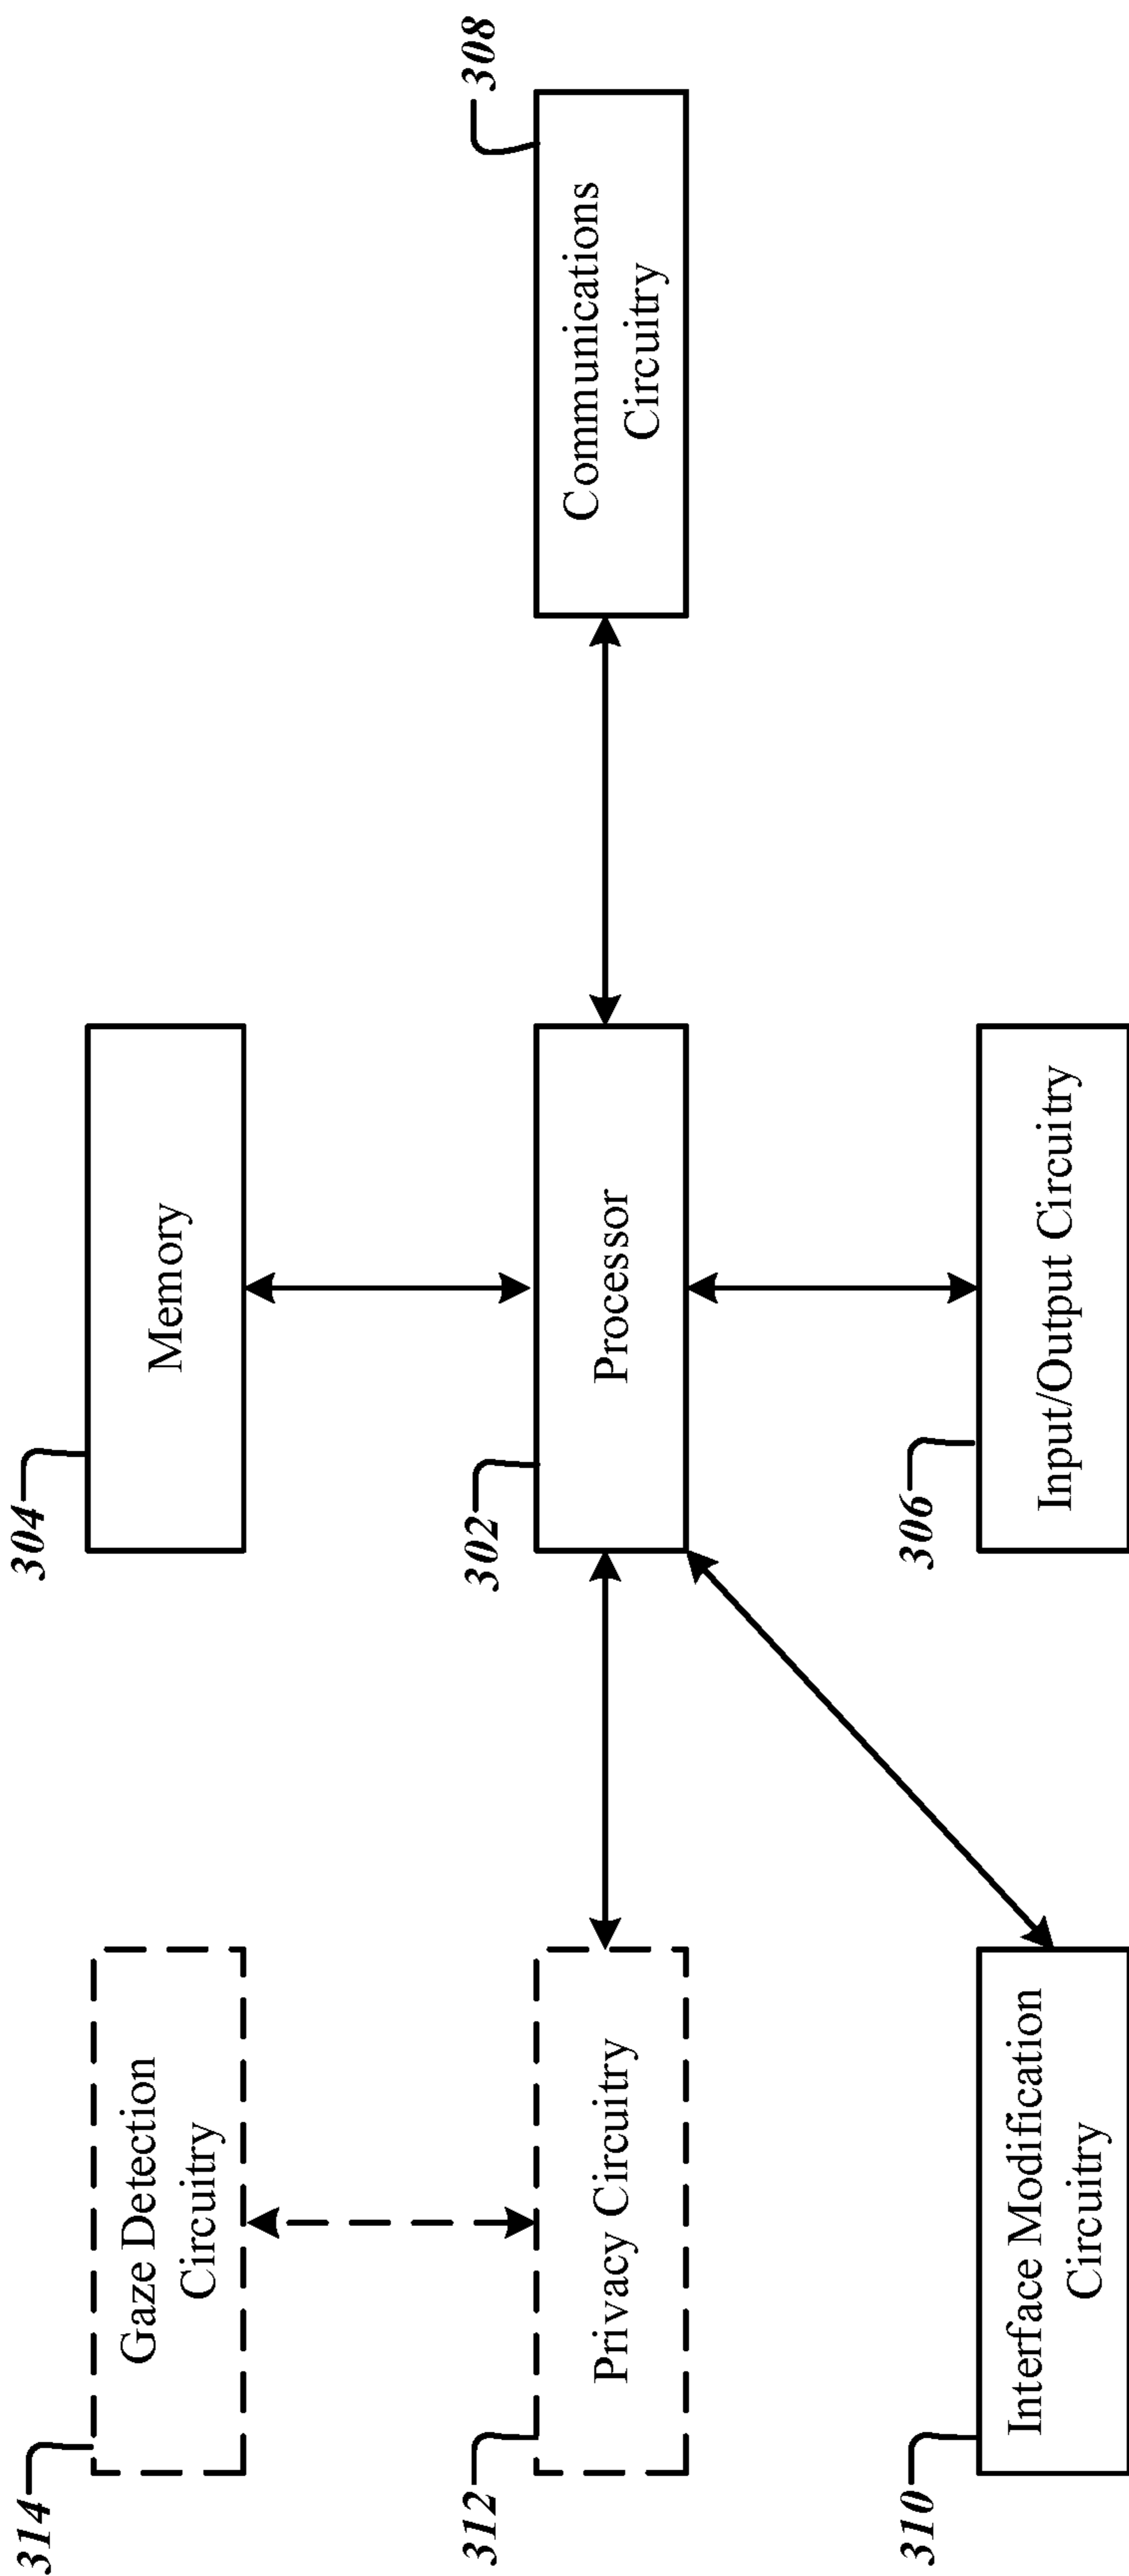 314
Gaze Detection
Circuitry
304
Memory
312
Privacy Circuitry
302
Processor
308
Communications
Circuitry
310
Interface Modification
Circuitry
306
Input/Output Circuitry